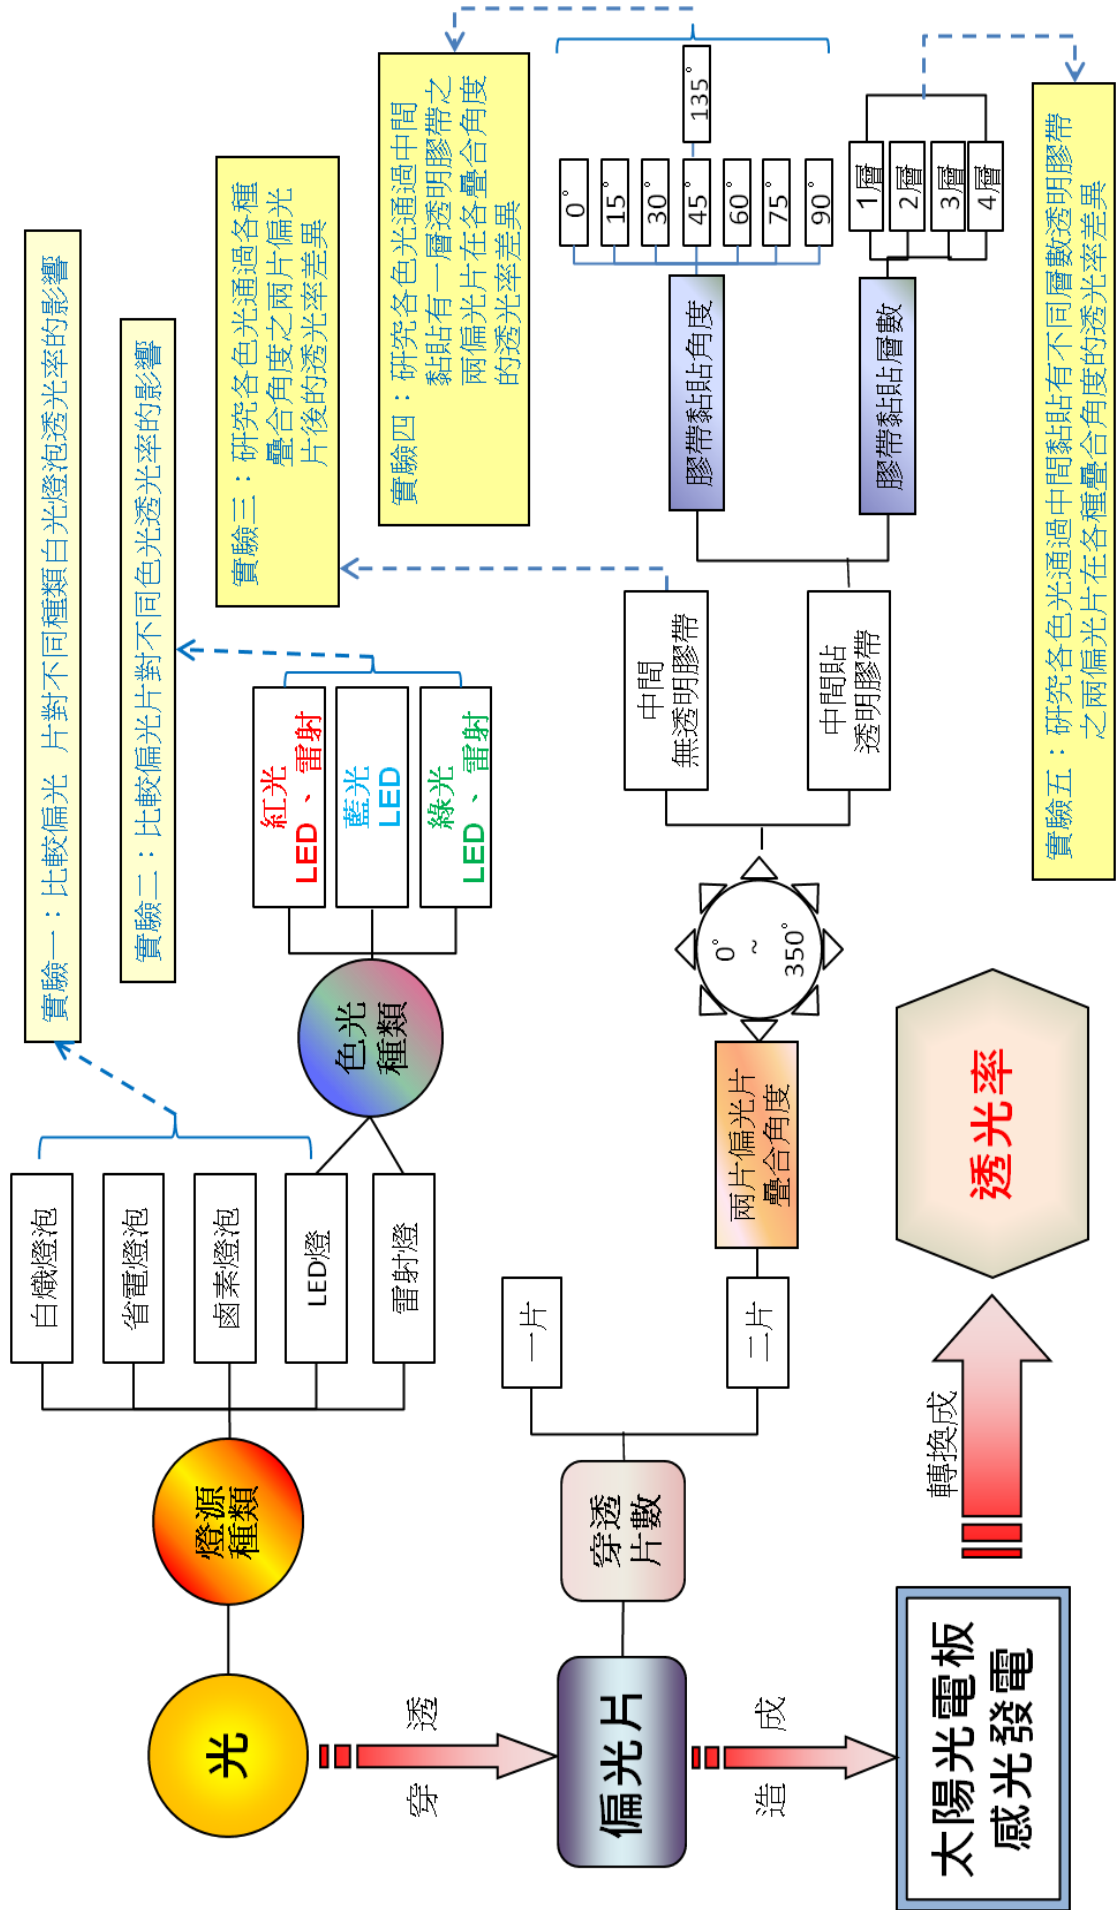 光
燈源
種類
白熾燈泡
省電燈泡
鹵素燈泡
LED燈
雷射燈
色光
種類
紅光
LED、雷射
藍光
LED
綠光
LED、雷射
實驗一：比較偏光 片對不同種類白光燈泡透光率的影響
實驗二：比較偏光片對不同色光透光率的影響
實驗三：研究各色光通過各種
疊合角度之兩片偏光
片後的透光率差異
實驗四：研究各色光通過中間
黏貼有一層透明膠帶之
兩偏光片在各疊合角度
的透光率差異
穿 透
偏光片
穿透
片數
一片
二片
兩片偏光片
疊合角度
0°
~
350°
中間
無透明膠帶
中間貼
透明膠帶
膠帶黏貼角度
0°
15°
30°
45°
60°
75°
90°
135°
膠帶黏貼層數
1層
2層
3層
4層
實驗五：研究各色光通過中間黏貼有不同層數透明膠帶
之兩偏光片在各種疊合角度的透光率差異
造 成
太陽光電板
感光發電
轉換成
透光率